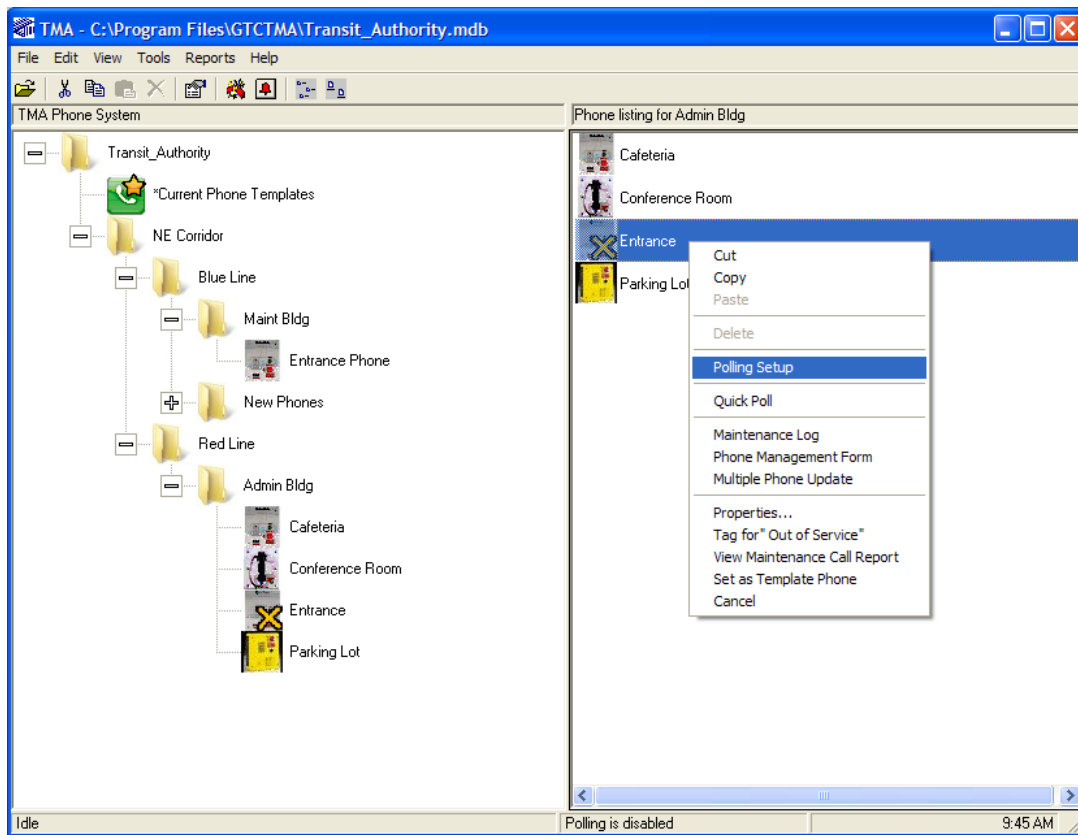 TMA - C:\Program Files\GTCTMA\Transit_Authority.mdb
File Edit View Tools Reports Help
TMA Phone System
Phone listing for Admin Bldg
Transit_Authority
*Current Phone Templates
NE Corridor
Blue Line
Maint Bldg
Entrance Phone
New Phones
Red Line
Admin Bldg
Cafeteria
Conference Room
Entrance
Parking Lot
Cafeteria
Conference Room
Entrance
Parking Lot
Cut
Copy
Paste
Delete
Polling Setup
Quick Poll
Maintenance Log
Phone Management Form
Multiple Phone Update
Properties...
Tag for" Out of Service"
View Maintenance Call Report
Set as Template Phone
Cancel
Idle
Polling is disabled
9:45 AM